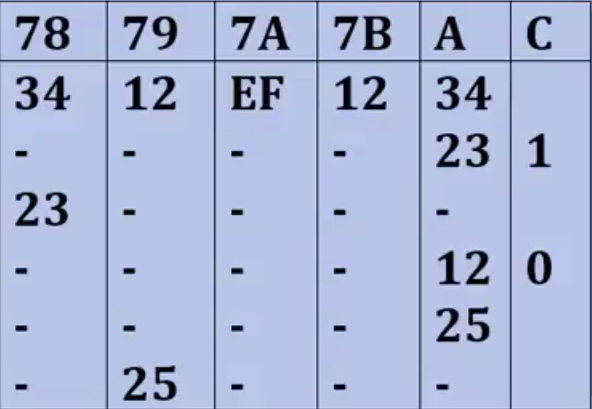 78 79 7A 7B A C
34 12 EF 12 34
- - - - 23 1
23 - - - -
- - - - 12 0
- - - - 25
- 25 - - -